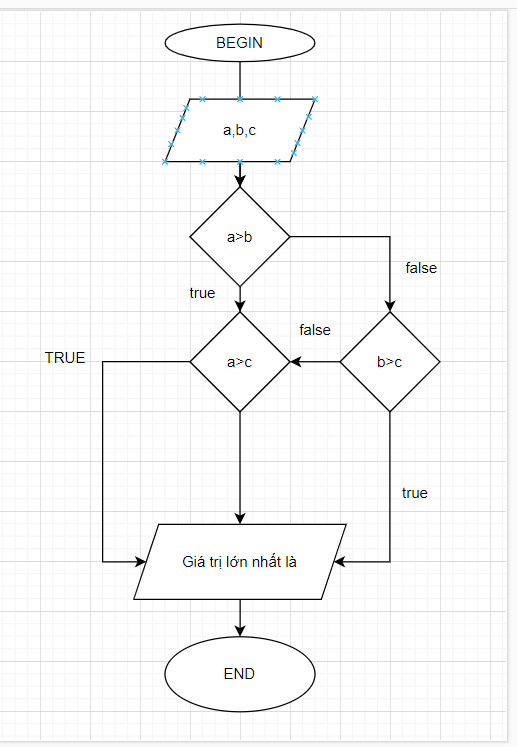 BEGIN
a,b,c
a>b
false
true
false
TRUE
a>c
b>c
true
Giá trị lớn nhất là
END